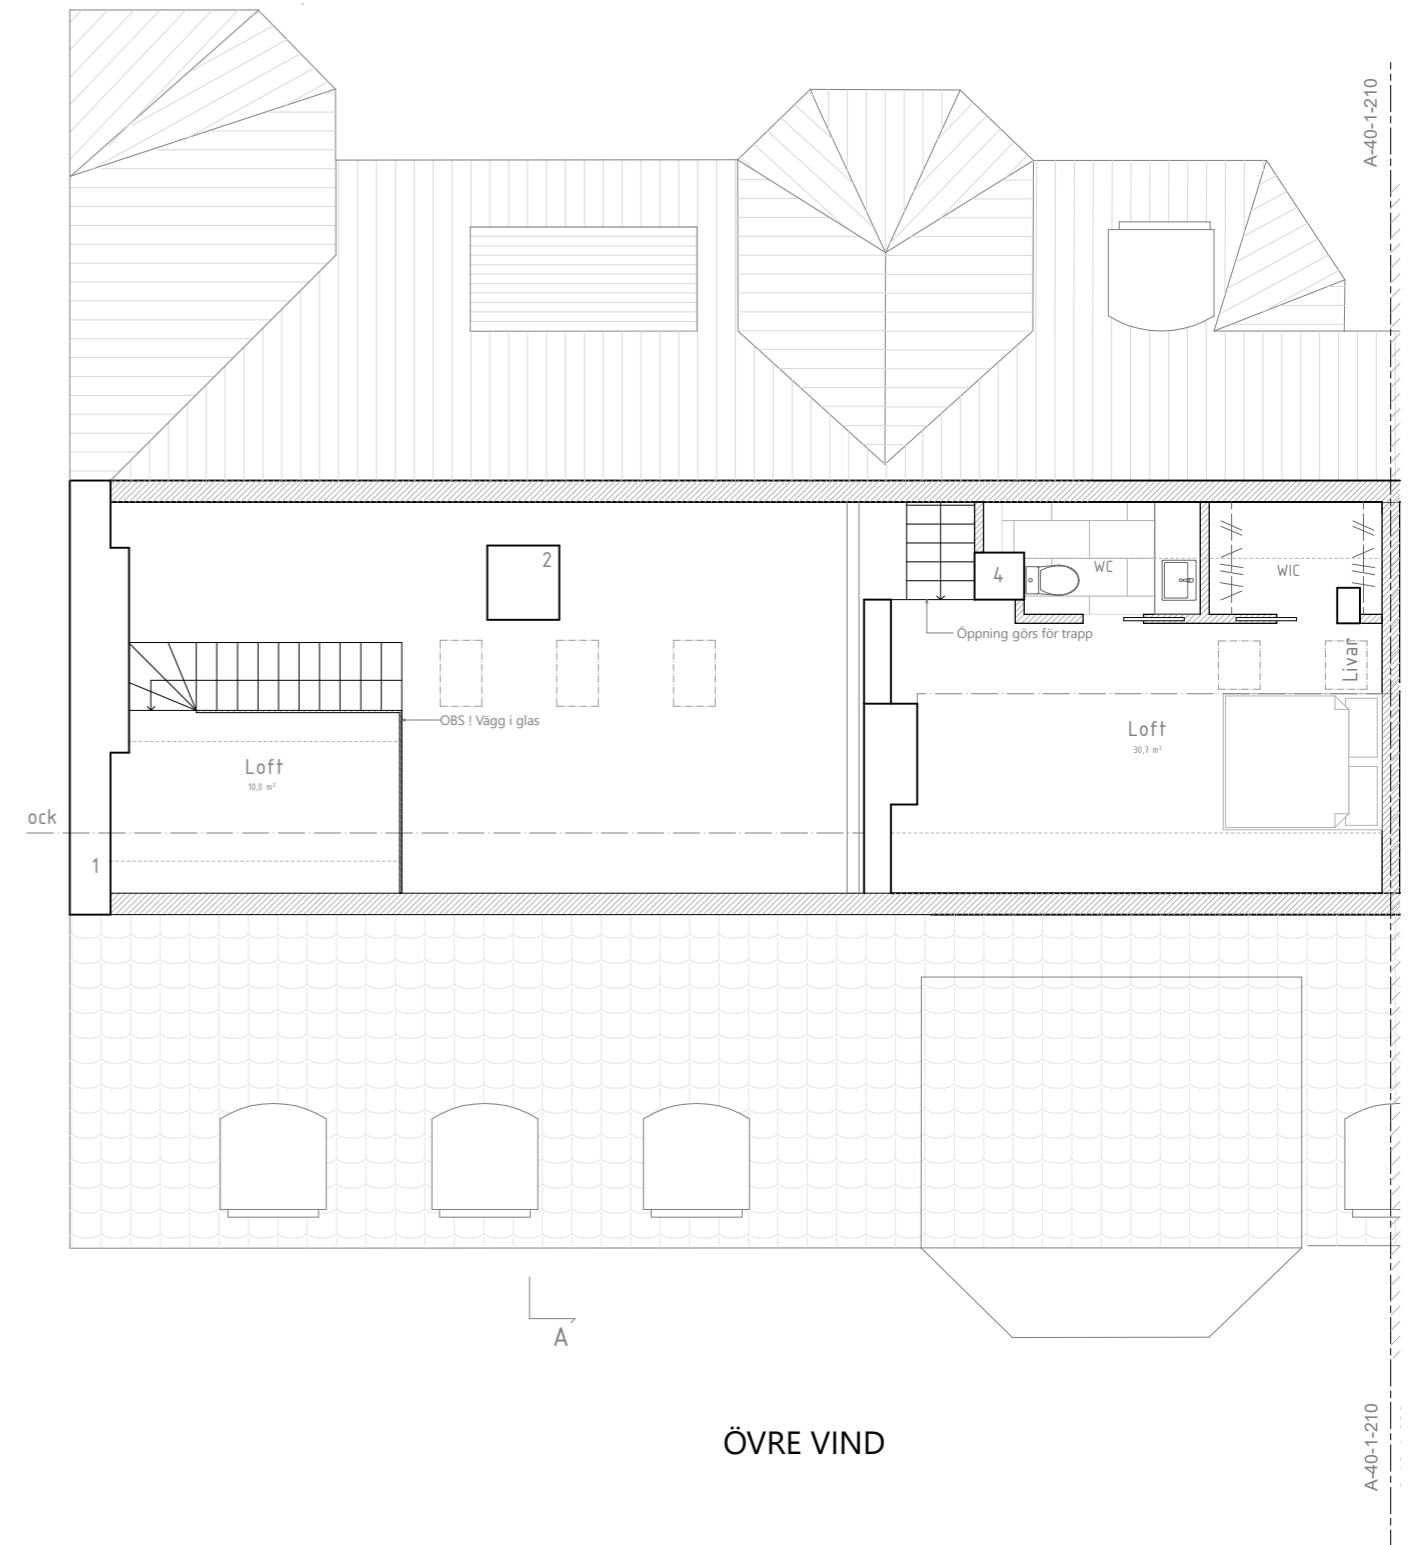 A-40-1-210
2
4
WC
WIC
Öppning görs för trapp
Livar
OBS ! Vägg i glas
Loft
30,7 m²
Loft
10,0 m²
ock
1
A´
ÖVRE VIND
A-40-1-210